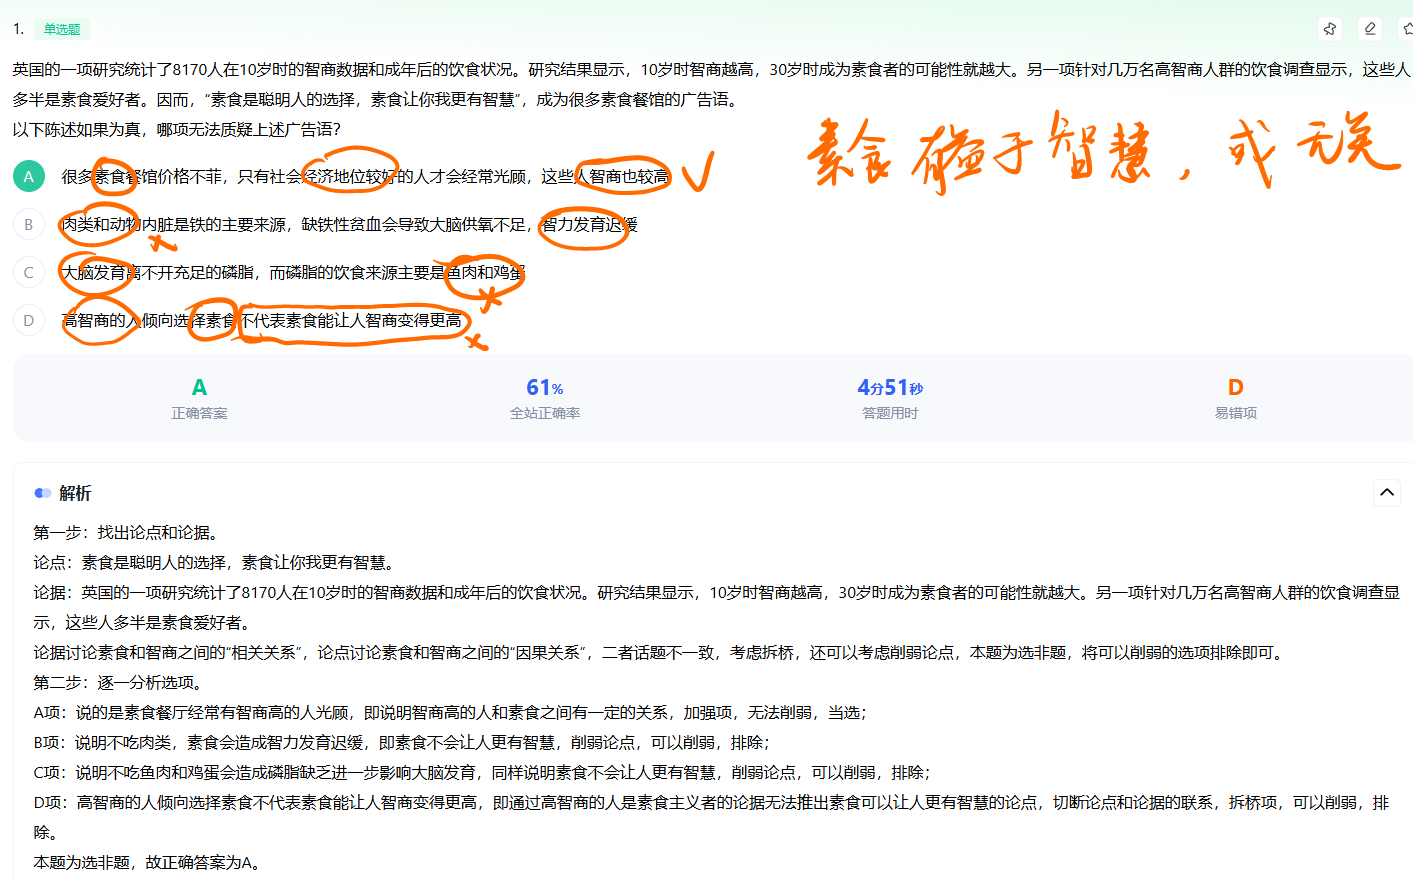 1. 单选题
英国的一项研究统计了8170人在10岁时的智商数据和成年后的饮食状况。研究结果显示，10岁时智商越高，30岁时成为素食者的可能性就越大。另一项针对几万名高智商人群的饮食调查显示，这些人
多半是素食爱好者。因而，“素食是聪明人的选择，素食让你我更有智慧”，成为很多素食餐馆的广告语。
以下陈述如果为真，哪项无法质疑上述广告语？
素食有益于智慧，或无关
A 很多素食餐馆价格不菲，只有社会经济地位较好的人才会经常光顾，这些人智商也较高
B 肉类和动物内脏是铁的主要来源，缺铁性贫血会导致大脑供氧不足，智力发育迟缓
C 大脑发育离不开充足的磷脂，而磷脂的饮食来源主要是鱼肉和鸡蛋
D 高智商的人倾向选择素食不代表素食能让人智商变得更高
A 61% 4分51秒 D
正确答案 全站正确率 答题用时 易错项
解析
第一步：找出论点和论据。
论点：素食是聪明人的选择，素食让你我更有智慧。
论据：英国的一项研究统计了8170人在10岁时的智商数据和成年后的饮食状况。研究结果显示，10岁时智商越高，30岁时成为素食者的可能性就越大。另一项针对几万名高智商人群的饮食调查显
示，这些人多半是素食爱好者。
论据讨论素食和智商之间的“相关关系”，论点讨论素食和智商之间的“因果关系”，二者话题不一致，考虑拆桥，还可以考虑削弱论点，本题为选非题，将可以削弱的选项排除即可。
第二步：逐一分析选项。
A项：说的是素食餐厅经常有智商高的人光顾，即说明智商高的人和素食之间有一定的关系，加强项，无法削弱，当选；
B项：说明不吃肉类，素食会造成智力发育迟缓，即素食不会让人更有智慧，削弱论点，可以削弱，排除；
C项：说明不吃鱼肉和鸡蛋会造成磷脂缺乏进一步影响大脑发育，同样说明素食不会让人更有智慧，削弱论点，可以削弱，排除；
D项：高智商的人倾向选择素食不代表素食能让人智商变得更高，即通过高智商的人是素食主义者的论据无法推出素食可以让人更有智慧的论点，切断论点和论据的联系，拆桥项，可以削弱，排
除。
本题为选非题，故正确答案为A。